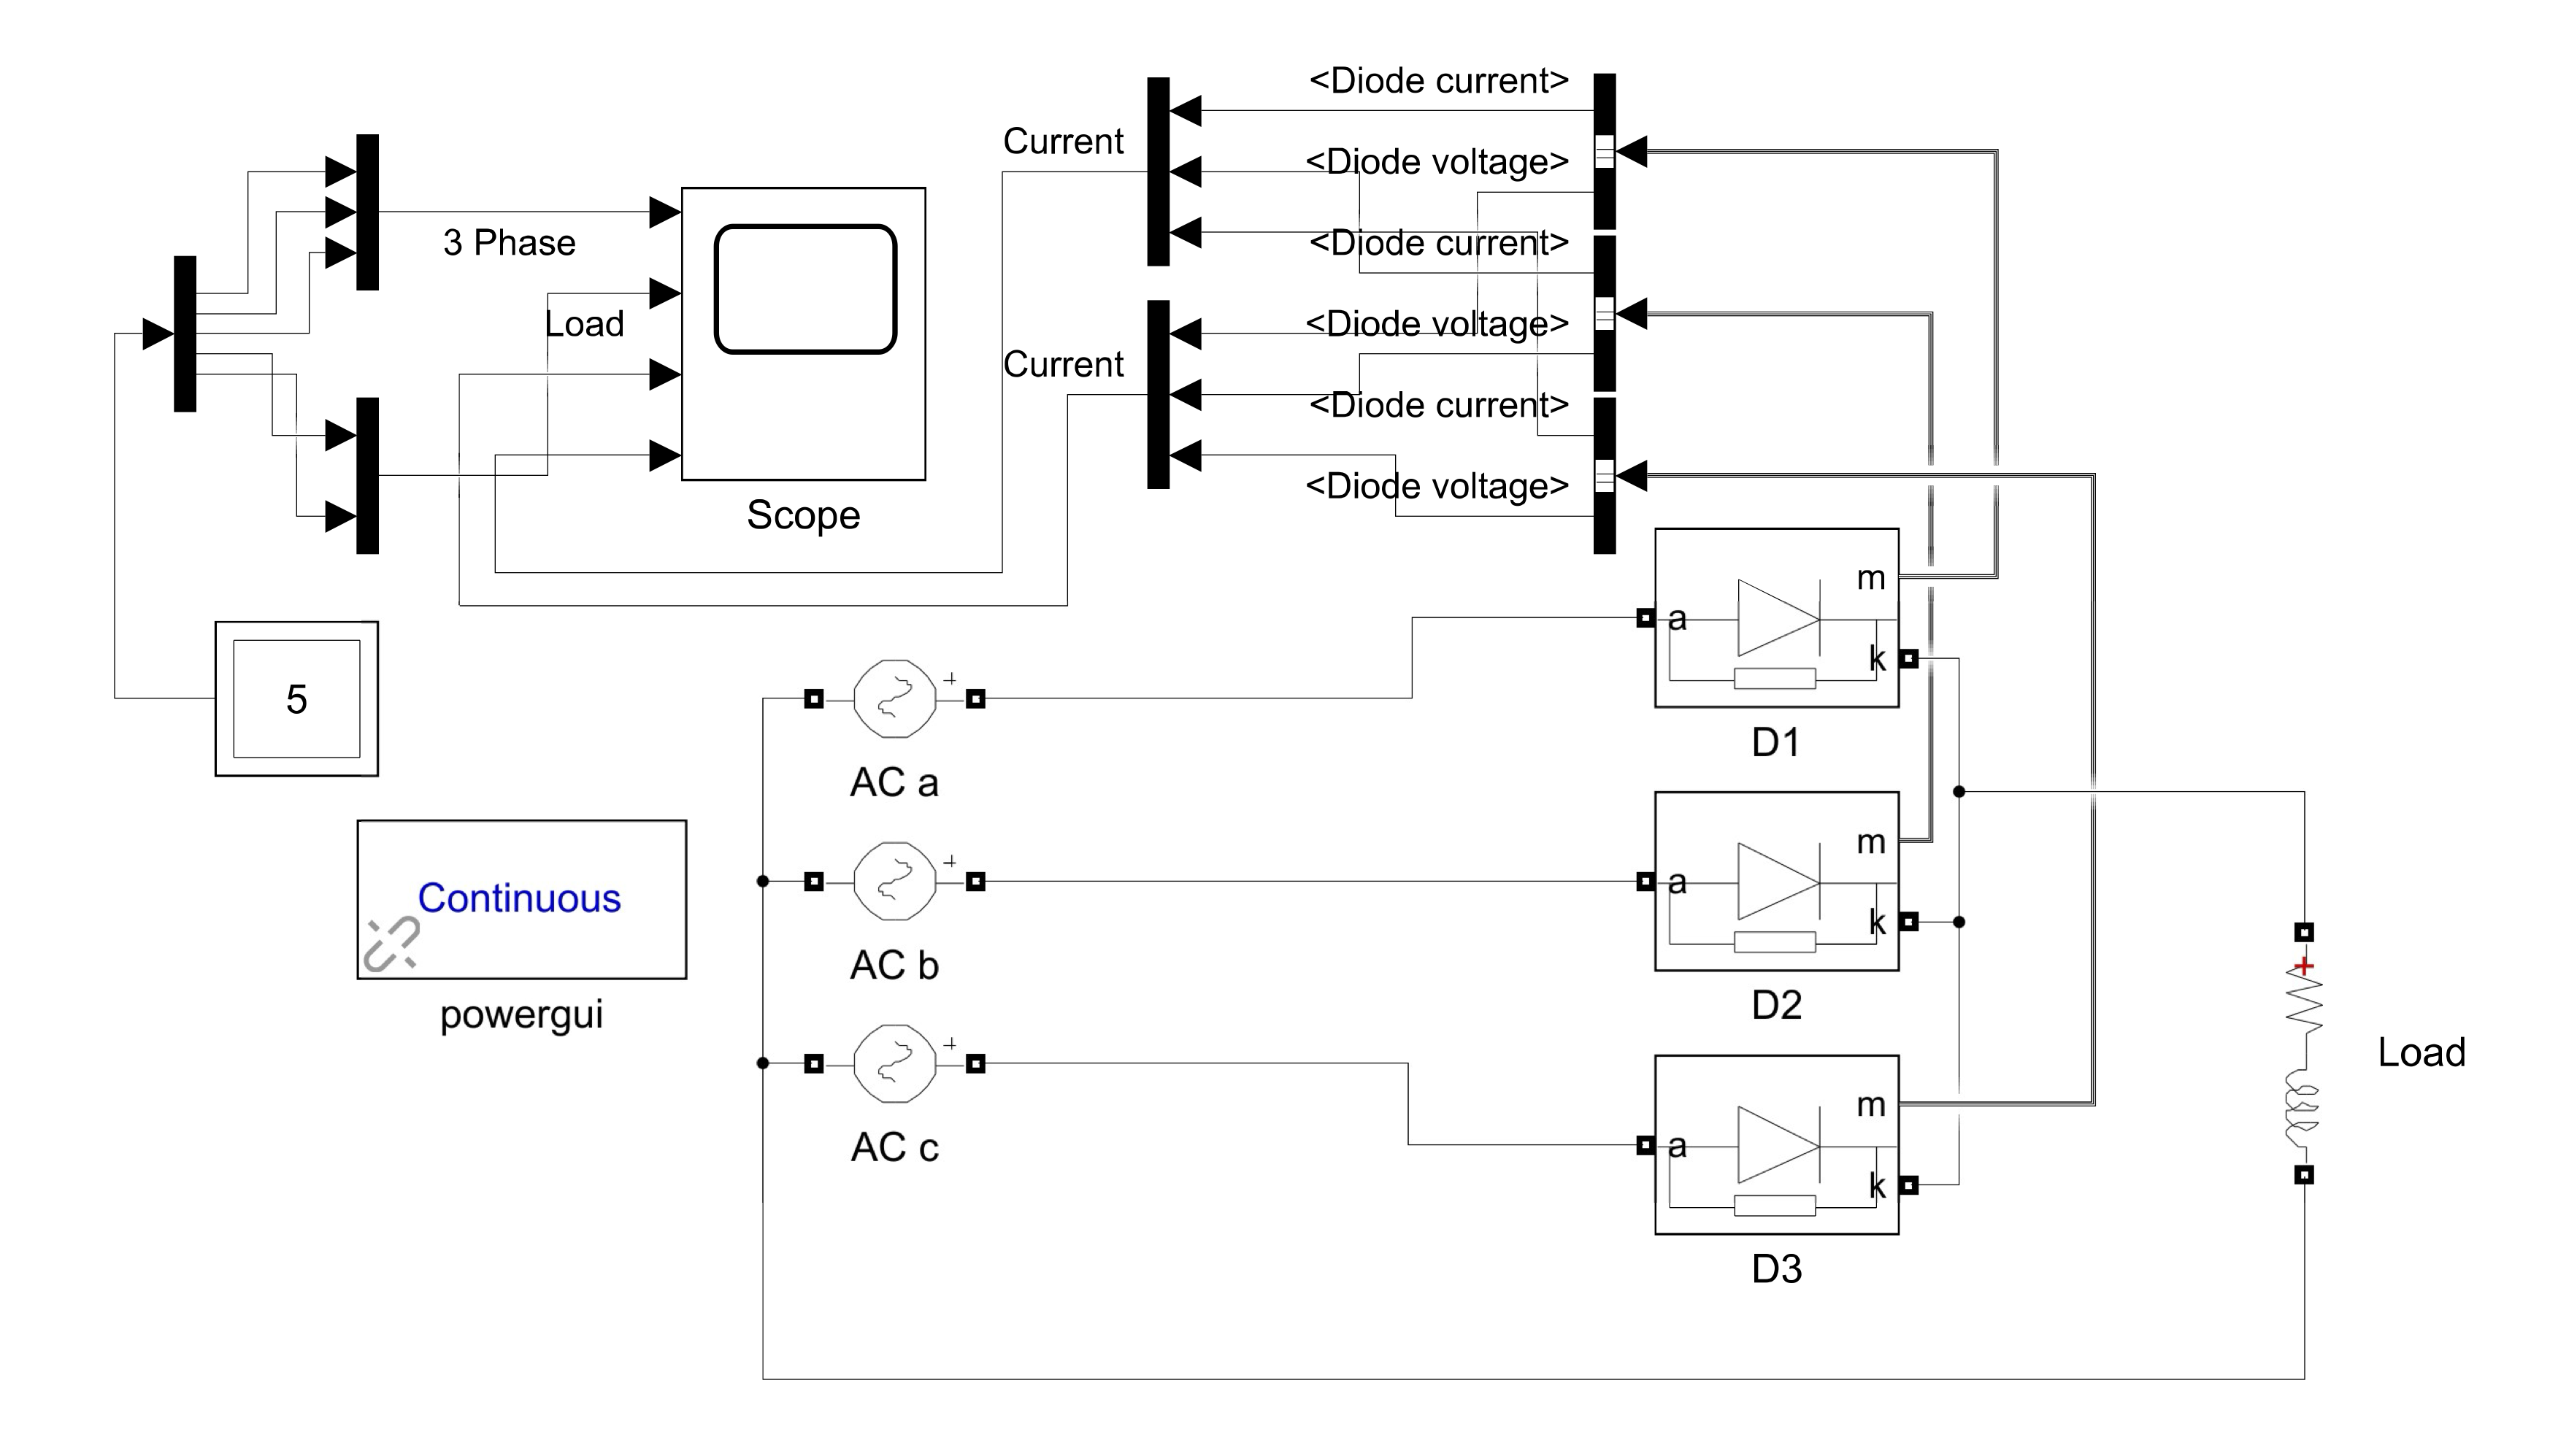 <Diode current>
Current
<Diode voltage>
3 Phase
<Diode current>
Load
<Diode voltage>
Current
<Diode current>
<Diode voltage>
Scope
m
a
k
5
+
D1
AC a
m
+
a
k
Continuous
AC b
+
D2
powergui
+
Load
m
AC c
a
k
D3